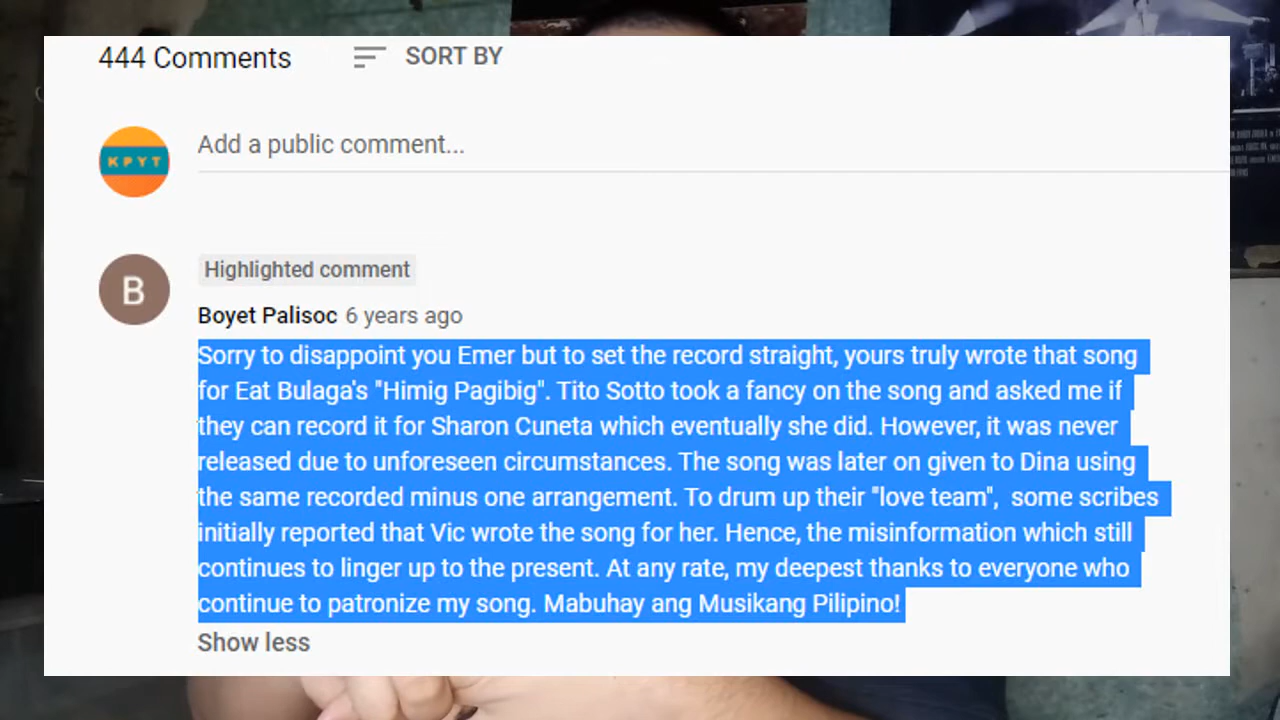 444 Comments
SORT BY
KPYT
Add a public comment...
B
Highlighted comment
Boyet Palisoc 6 years ago
Sorry to disappoint you Emer but to set the record straight, yours truly wrote that song
for Eat Bulaga's "Himig Pagibig". Tito Sotto took a fancy on the song and asked me if
they can record it for Sharon Cuneta which eventually she did. However, it was never
released due to unforeseen circumstances. The song was later on given to Dina using
the same recorded minus one arrangement. To drum up their "love team",  some scribes
initially reported that Vic wrote the song for her. Hence, the misinformation which still
continues to linger up to the present. At any rate, my deepest thanks to everyone who
continue to patronize my song. Mabuhay ang Musikang Pilipino!
Show less